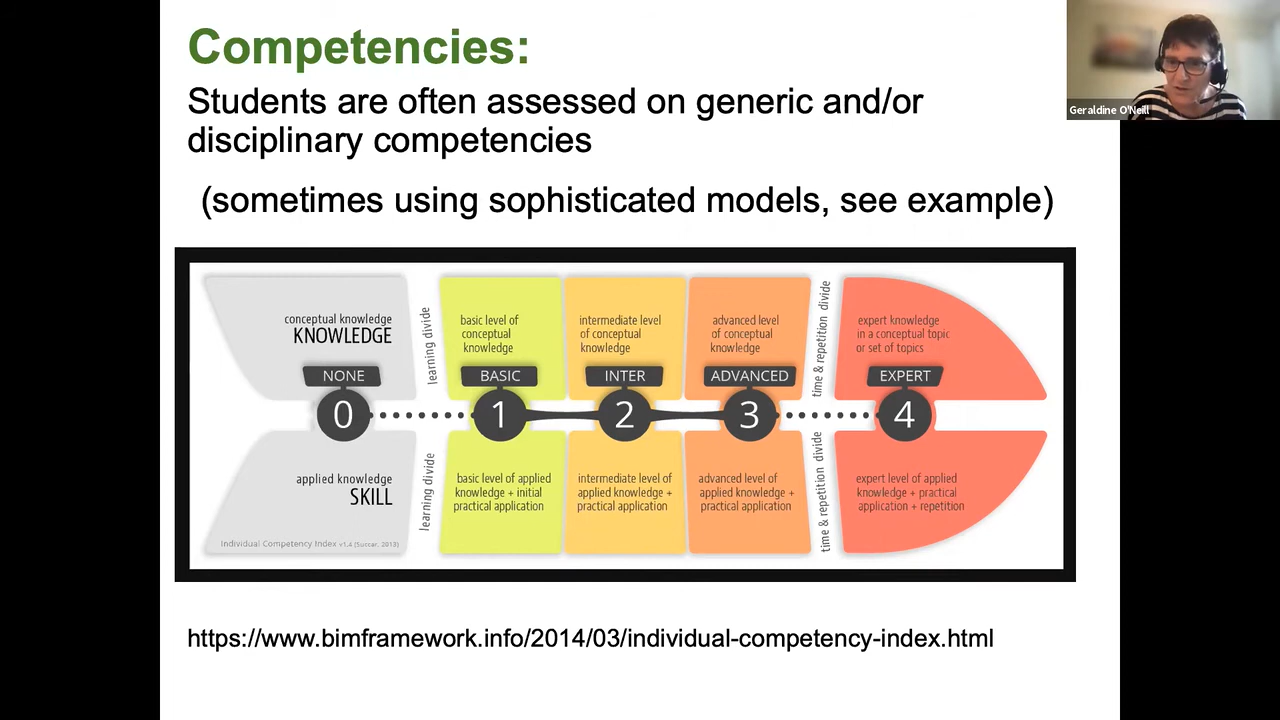 Competencies:
Students are often assessed on generic and/or
disciplinary competencies
(sometimes using sophisticated models, see example)
Geraldine O'Neill
conceptual knowledge
KNOWLEDGE
learning divide
basic level of
conceptual
knowledge
intermediate level
of conceptual
knowledge
advanced level
of conceptual
knowledge
time & repetition divide
expert knowledge
in a conceptual topic
or set of topics
NONE
BASIC
INTER
ADVANCED
EXPERT
0
1
2
3
4
applied knowledge
SKILL
learning divide
basic level of applied
knowledge + initial
practical application
intermediate level of
applied knowledge +
practical application
advanced level of
applied knowledge +
practical application
time & repetition divide
expert level of applied
knowledge + practical
application + repetition
Individual Competency Index v1.4 (Succar, 2013)
https://www.bimframework.info/2014/03/individual-competency-index.html